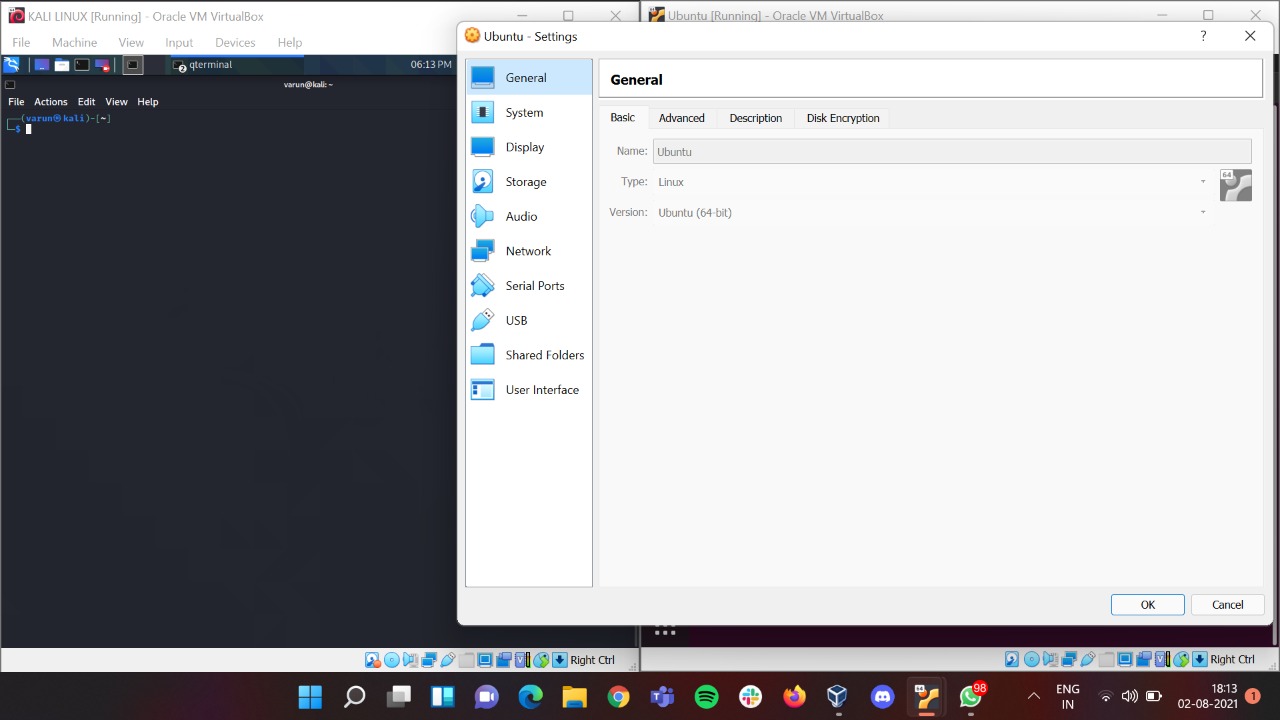 KALI LINUX [Running] - Oracle VM VirtualBox
File Machine View Input Devices Help
2 qterminal 06:13 PM
varun@kali: ~
File Actions Edit View Help
(varun㉿kali)-[~]
$
Ubuntu [Running] - Oracle VM VirtualBox
Ubuntu - Settings
?
General
System
Display
Storage
Audio
Network
Serial Ports
USB
Shared Folders
User Interface
General
Basic Advanced Description Disk Encryption
Name: Ubuntu
Type: Linux
64
Version: Ubuntu (64-bit)
OK Cancel
Right Ctrl
Right Ctrl
64
98
ENG
IN
18:13
02-08-2021
1